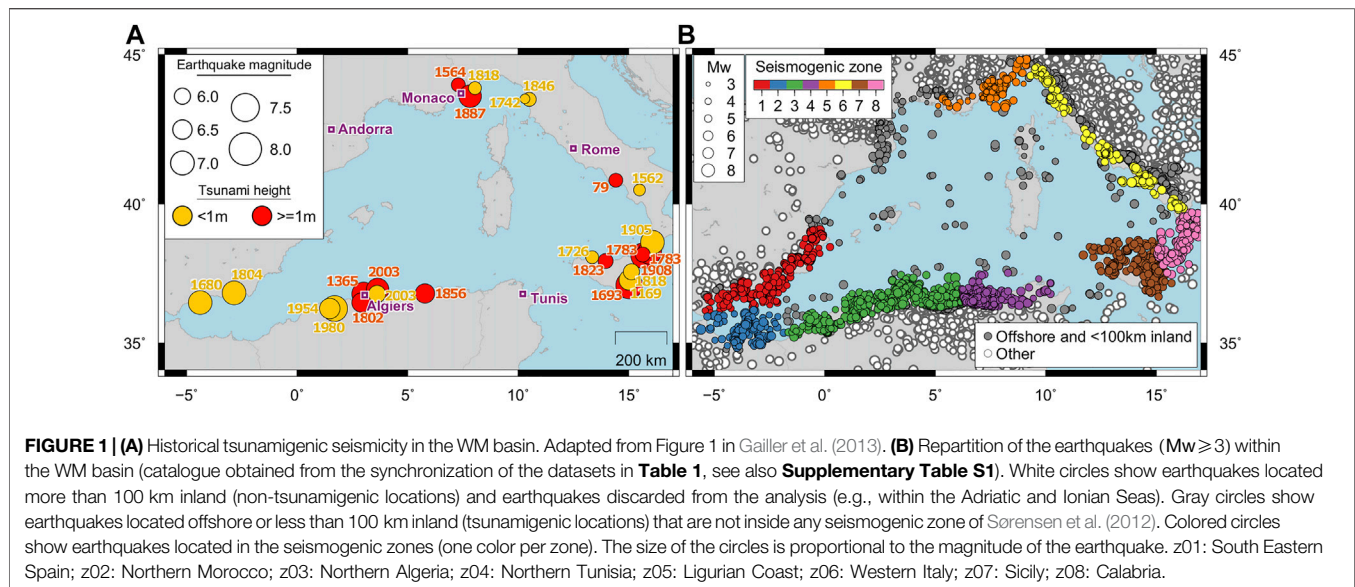 A
B
45°
40°
35°
−5°
0°
5°
10°
15°
Earthquake magnitude
6.0
7.5
6.5
8.0
7.0
Tsunami height
<1m
>=1m
1564
1818
Monaco
1887
1742
1846
Andorra
Rome
79
1562
1905
1726
1783
1823
1783
1908
1818
1693
1169
1680
1804
1365
2003
1954
2003
Algiers
1802
1980
1856
Tunis
200 km
45°
40°
35°
0°
5°
10°
15°
Mw
3
4
5
6
7
8
Seismogenic zone
1 2 3 4 5 6 7 8
Offshore and <100km inland
Other
FIGURE 1 | (A) Historical tsunamigenic seismicity in the WM basin. Adapted from Figure 1 in Gailler et al. (2013). (B) Repartition of the earthquakes (Mw≥3) within
the WM basin (catalogue obtained from the synchronization of the datasets in Table 1, see also Supplementary Table S1). White circles show earthquakes located
more than 100 km inland (non-tsunamigenic locations) and earthquakes discarded from the analysis (e.g., within the Adriatic and Ionian Seas). Gray circles show
earthquakes located offshore or less than 100 km inland (tsunamigenic locations) that are not inside any seismogenic zone of Sørensen et al. (2012). Colored circles
show earthquakes located in the seismogenic zones (one color per zone). The size of the circles is proportional to the magnitude of the earthquake. z01: South Eastern
Spain; z02: Northern Morocco; z03: Northern Algeria; z04: Northern Tunisia; z05: Ligurian Coast; z06: Western Italy; z07: Sicily; z08: Calabria.